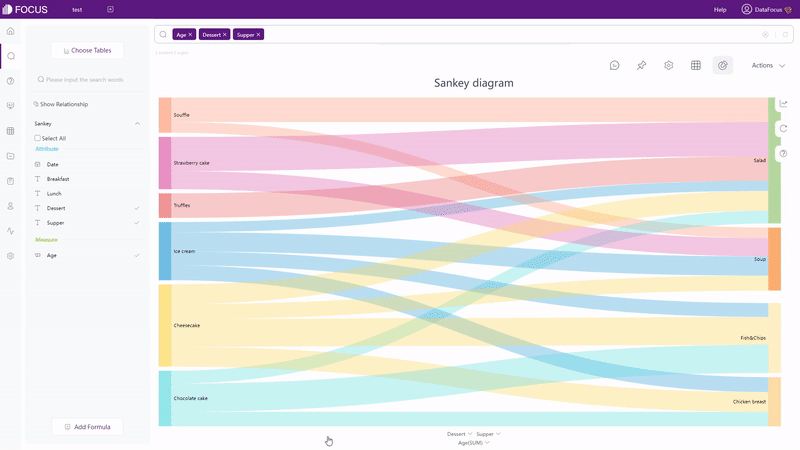 FOCUS
test
Help
DataFocus
Age ×
Dessert ×
Supper ×
Choose Tables
Please input the search words
Show Relationship
Sankey
Select All
Attribute
Date
Breakfast
Lunch
Dessert
Supper
Measure
Age
Add Formula
Actions
Sankey diagram
Souffle
Strawberry cake
Truffles
Ice cream
Cheesecake
Chocolate cake
Salad
Soup
Fish&Chips
Chicken breast
Dessert Supper
Age(SUM)